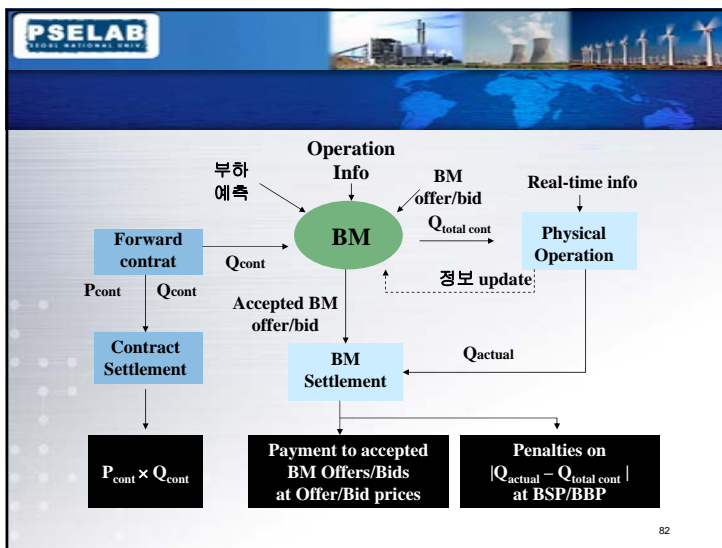 PSELAB
SEOUL NATIONAL UNIV.
Operation
Info
부하
예측
BM
offer/bid
Real-time info
BM
Q total cont
Physical
Operation
Forward
contrat
Qcont
Pcont
Qcont
정보 update
Accepted BM
offer/bid
Contract
Settlement
BM
Settlement
Qactual
Pcont × Qcont
Payment to accepted
BM Offers/Bids
at Offer/Bid prices
Penalties on
|Qactual – Qtotal cont |
at BSP/BBP
82